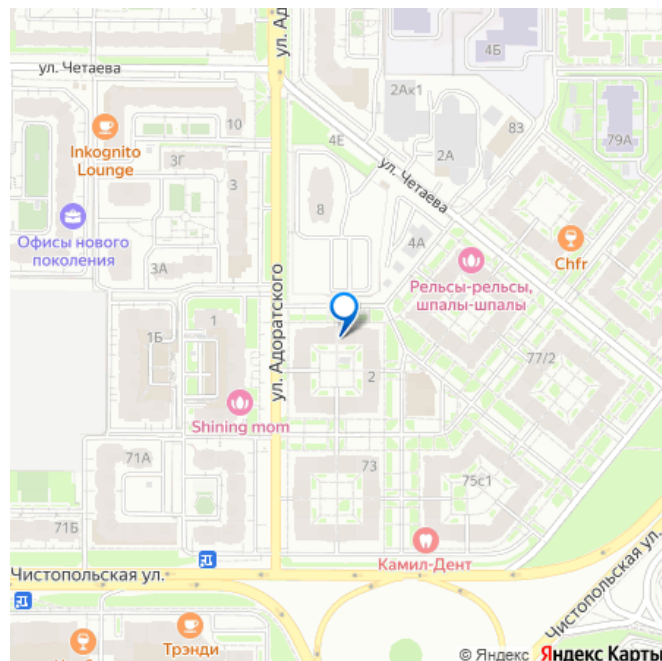 ул. Ад
ул. Четаева
4Б
2Ак1
10
83
79А
4Е
2А
Inkognito
Lounge
3Г
ул. Четаева
3
8
Офисы нового
поколения
4А
Chfr
3А
Рельсы-рельсы,
шпалы-шпалы
ул. Адоратского
1
1Б
77/2
2
Shining mom
71А
73
75с1
71Б
Камил-Дент
Чистопольская ул.
Чистопольская ул.
Трэнди
© Яндекс Яндекс Карты